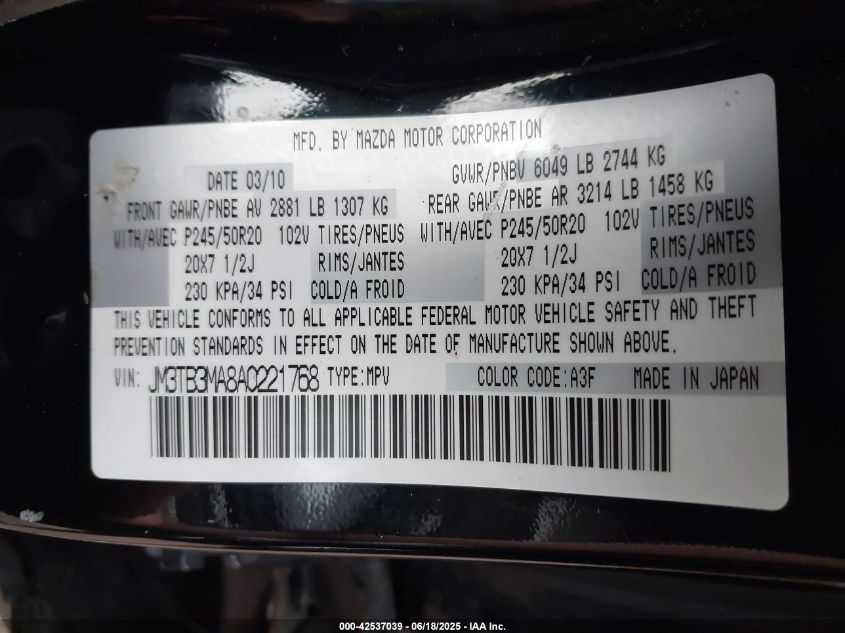 MFD. BY MAZDA MOTOR CORPORATION
DATE 03/10 GVWR/PNBV 6049 LB 2744 KG
FRONT GAWR/PNBE AV 2881 LB 1307 KG REAR GAWR/PNBE AR 3214 LB 1458 KG
WITH/AVEC P245/50R20 102V TIRES/PNEUS WITH/AVEC P245/50R20 102V TIRES/PNEUS
20X7 1/2J RIMS/JANTES 20X7 1/2J RIMS/JANTES
230 KPA/34 PSI COLD/A FROID 230 KPA/34 PSI COLD/A FROID
THIS VEHICLE CONFORMS TO ALL APPLICABLE FEDERAL MOTOR VEHICLE SAFETY AND THEFT
PREVENTION STANDARDS IN EFFECT ON THE DATE OF MANUFACTURE SHOWN ABOVE.
VIN: JM3TB3MA8A0221768 TYPE:MPV COLOR CODE:A3F MADE IN JAPAN
000-42537039 - 06/18/2025 - IAA Inc.